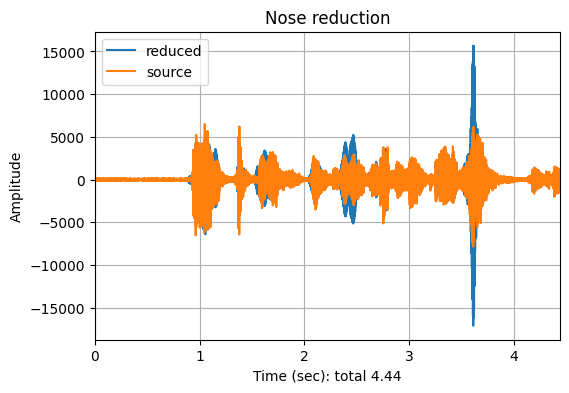 Nose reduction
reduced
source
15000
10000
5000
0
−5000
−10000
−15000
Amplitude
0 1 2 3 4
Time (sec): total 4.44